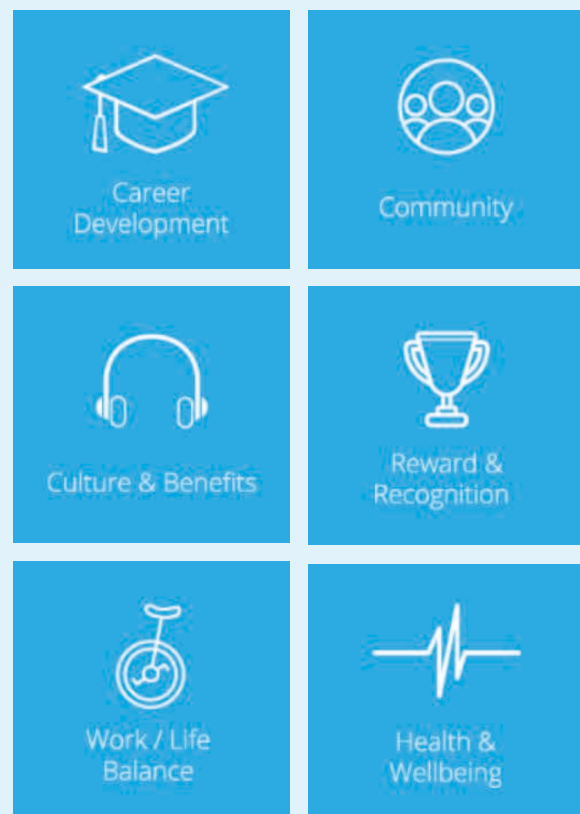 Career
Development
Community
Culture & Benefits
Reward &
Recognition
Work / Life
Balance
Health &
Wellbeing